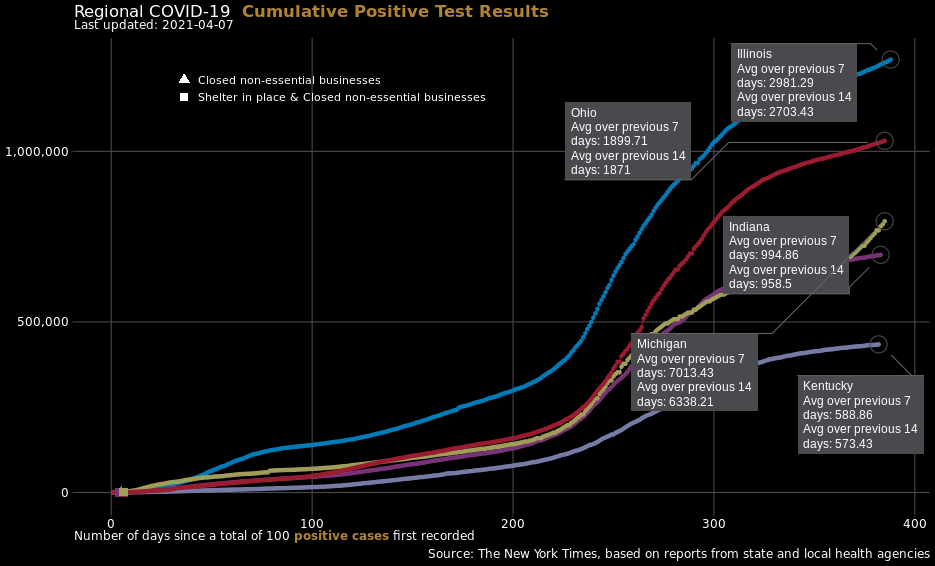 Regional COVID-19 Cumulative Positive Test Results
Last updated: 2021-04-07
Closed non-essential businesses
Shelter in place & Closed non-essential businesses
Illinois
Avg over previous 7
days: 2981.29
Avg over previous 14
days: 2703.43
Ohio
Avg over previous 7
days: 1899.71
Avg over previous 14
days: 1871
Indiana
Avg over previous 7
days: 994.86
Avg over previous 14
days: 958.5
Michigan
Avg over previous 7
days: 7013.43
Avg over previous 14
days: 6338.21
Kentucky
Avg over previous 7
days: 588.86
Avg over previous 14
days: 573.43
1,000,000
500,000
0
0 100 200 300 400
Number of days since a total of 100 positive cases first recorded
Source: The New York Times, based on reports from state and local health agencies